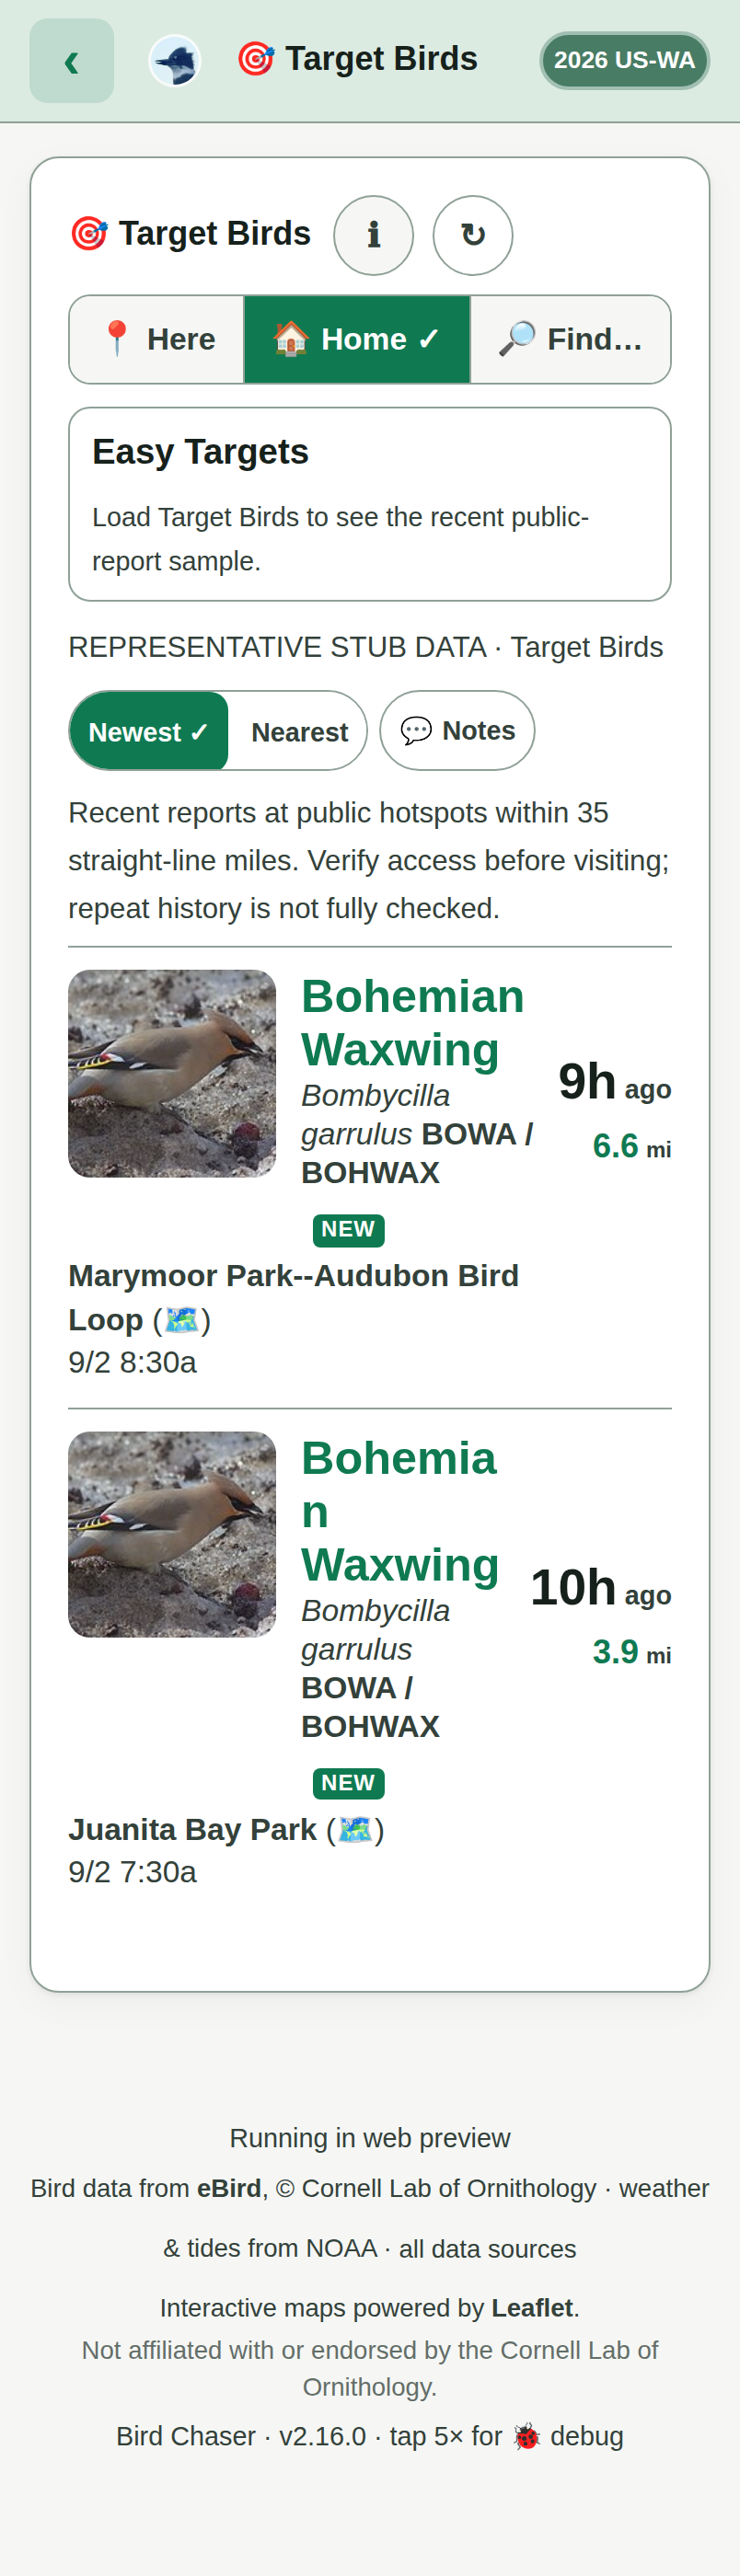 ‹ 🎯 Target Birds 2026 US-WA
🎯 Target Birds ℹ ↻
📍 Here 🏠 Home ✓ 🔎 Find…
Easy Targets
Load Target Birds to see the recent public-
report sample.
REPRESENTATIVE STUB DATA · Target Birds
Newest ✓ Nearest 💬 Notes
Recent reports at public hotspots within 35
straight-line miles. Verify access before visiting;
repeat history is not fully checked.
Bohemian
Waxwing
Bombycilla
garrulus BOWA /
BOHWAX
9h ago
6.6 mi
NEW
Marymoor Park--Audubon Bird
Loop (🗺️)
9/2 8:30a
Bohemia
n
Waxwing
Bombycilla
garrulus
BOWA /
BOHWAX
10h ago
3.9 mi
NEW
Juanita Bay Park (🗺️)
9/2 7:30a
Running in web preview
Bird data from eBird, © Cornell Lab of Ornithology · weather
& tides from NOAA · all data sources
Interactive maps powered by Leaflet.
Not affiliated with or endorsed by the Cornell Lab of
Ornithology.
Bird Chaser · v2.16.0 · tap 5× for 🐞 debug